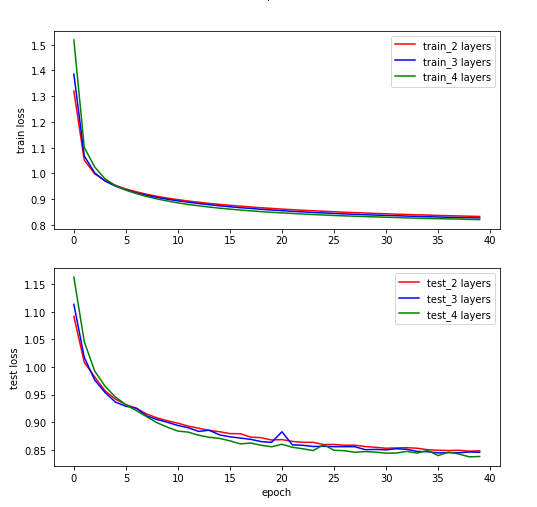 train loss
1.5
1.4
1.3
1.2
1.1
1.0
0.9
0.8
train_2 layers
train_3 layers
train_4 layers
0 5 10 15 20 25 30 35 40
test loss
1.15
1.10
1.05
1.00
0.95
0.90
0.85
test_2 layers
test_3 layers
test_4 layers
0 5 10 15 20 25 30 35 40
epoch